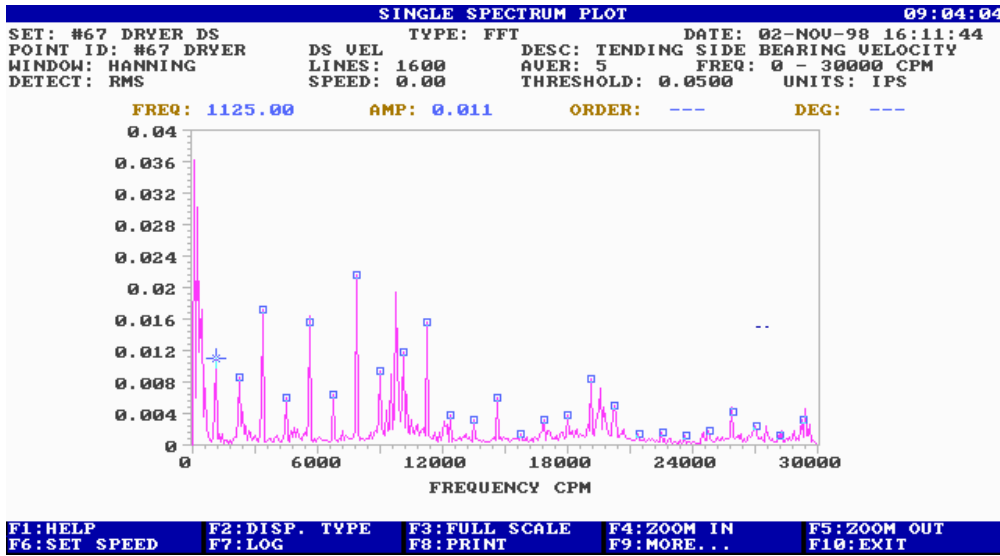 SINGLE SPECTRUM PLOT 09:04:04
SET: #67 DRYER DS TYPE: FFT DATE: 02-NOV-98 16:11:44
POINT ID: #67 DRYER DS VEL DESC: TENDING SIDE BEARING VELOCITY
WINDOW: HANNING LINES: 1600 AVER: 5 FREQ: 0 - 30000 CPM
DETECT: RMS SPEED: 0.00 THRESHOLD: 0.0500 UNITS: IPS
FREQ: 1125.00 AMP: 0.011 ORDER: --- DEG: ---
0.04
0.036
0.032
0.028
0.024
0.02
0.016
0.012
0.008
0.004
0
0 6000 12000 18000 24000 30000
FREQUENCY CPM
F1:HELP F2:DISP. TYPE F3:FULL SCALE F4:ZOOM IN F5:ZOOM OUT
F6:SET SPEED F7:LOG F8:PRINT F9:MORE... F10:EXIT